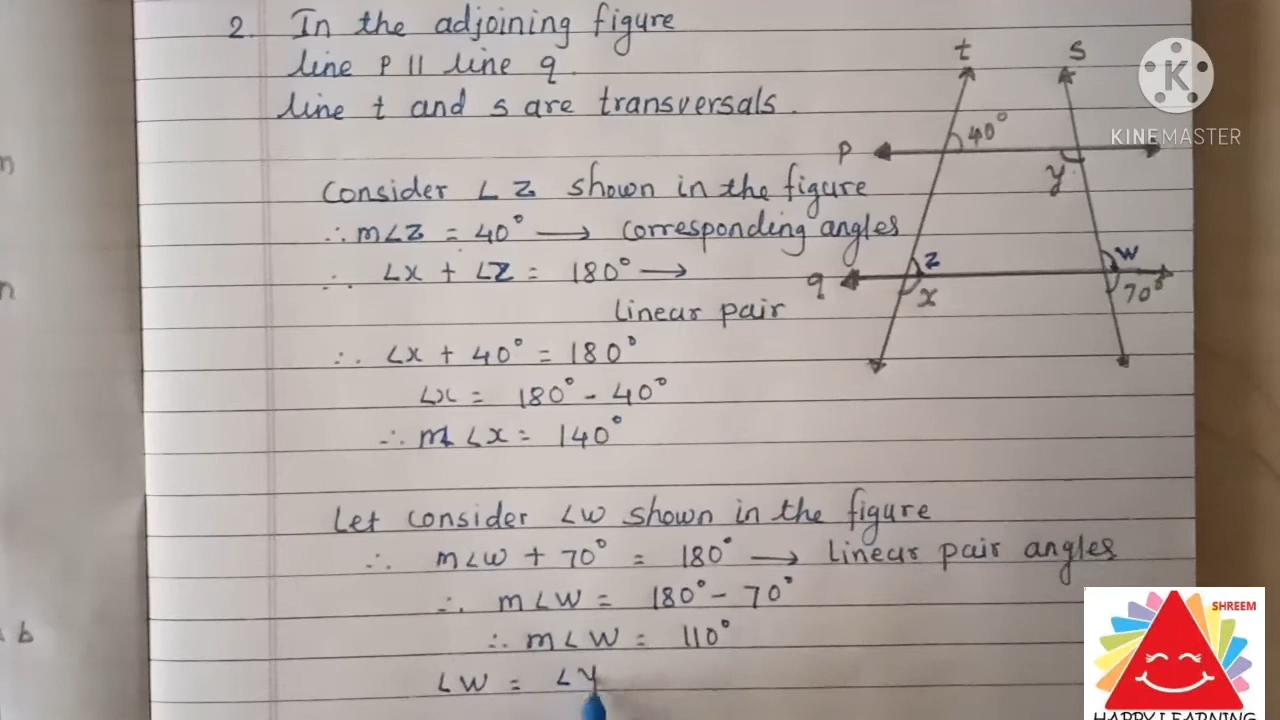 2. In the adjoining figure
line p || line q.
line t and s are transversals.
Consider ∠Z shown in the figure
∴ m∠Z = 40° → corresponding angles
∴ ∠x + ∠Z = 180° →
linear pair
∴ ∠x + 40° = 180°
∠x = 180° - 40°
∴ m∠x = 140°
Let consider ∠W shown in the figure
∴ m∠W + 70° = 180° → linear pair angles
∴ m∠W = 180° - 70°
∴ m∠W = 110°
∠W = ∠Y
t
s
40°
P
y
z
W
q
x
70°
b
K
KINEMASTER
SHREEM
HAPPY LEARNING